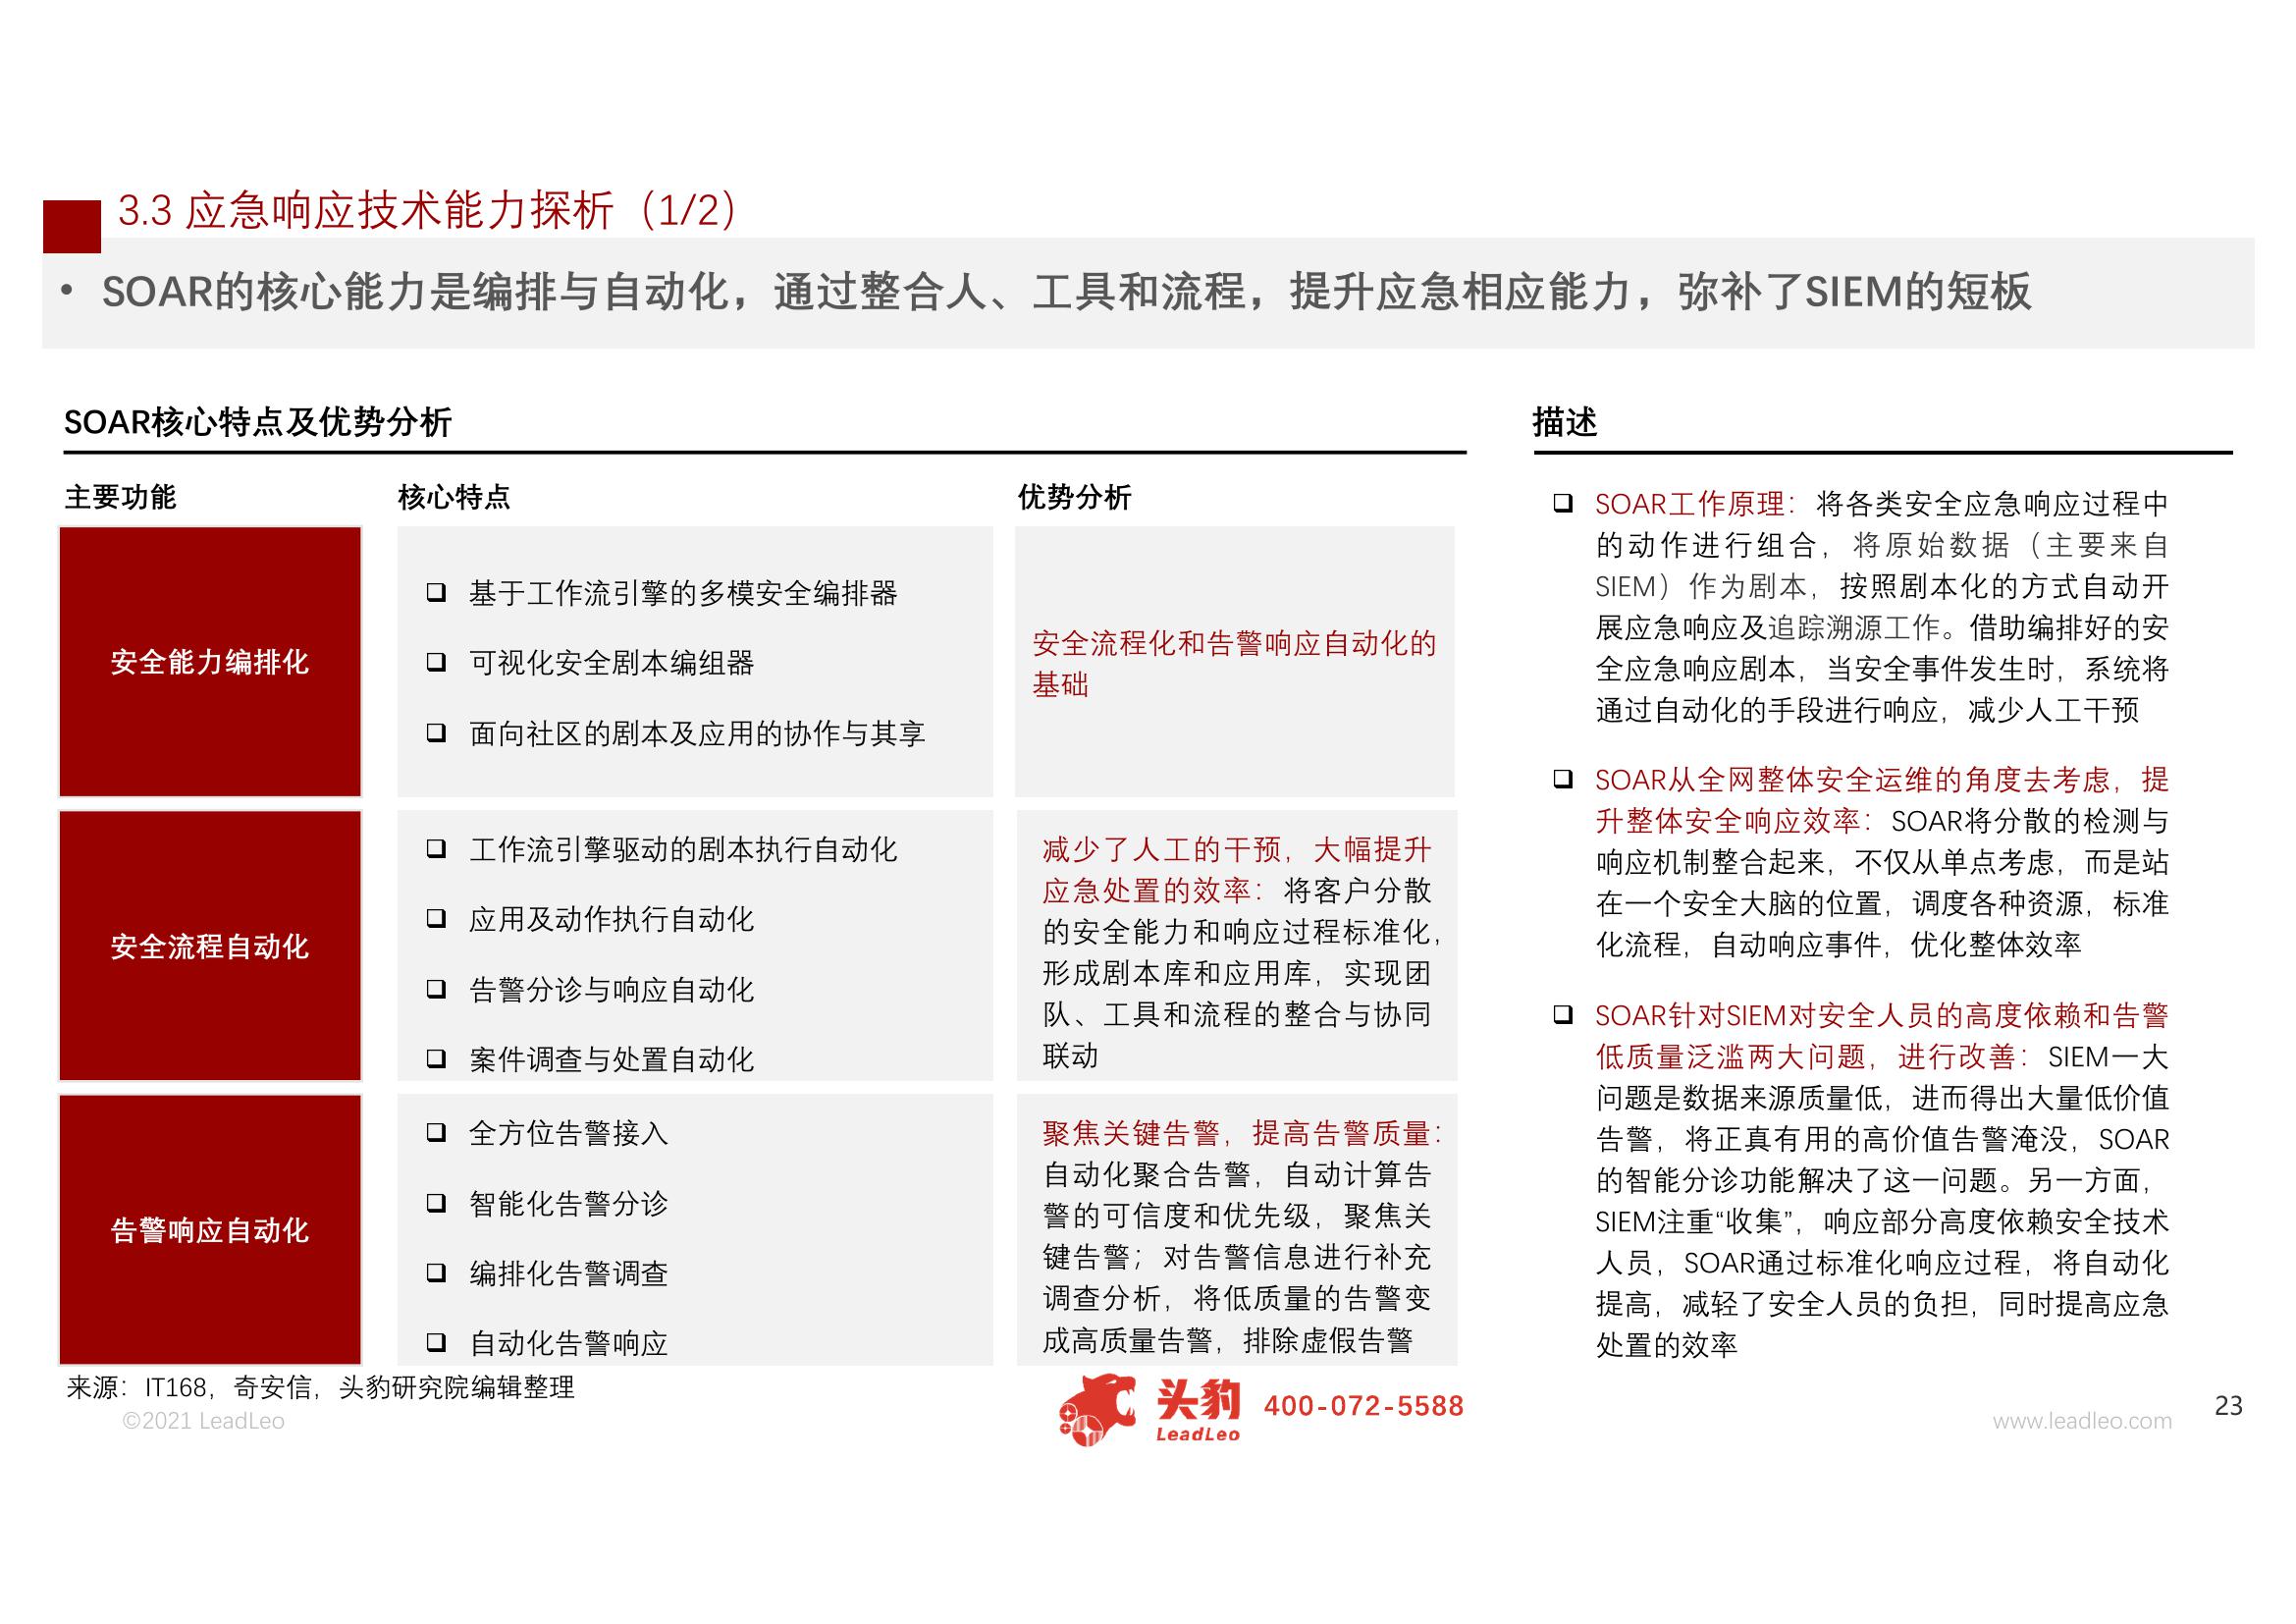 3.3 应急响应技术能力探析（1/2）
• SOAR的核心能力是编排与自动化，通过整合人、工具和流程，提升应急相应能力，弥补了SIEM的短板
SOAR核心特点及优势分析
主要功能
核心特点
优势分析
安全能力编排化
❑ 基于工作流引擎的多模安全编排器
❑ 可视化安全剧本编组器
❑ 面向社区的剧本及应用的协作与其享
安全流程化和告警响应自动化的
基础
安全流程自动化
❑ 工作流引擎驱动的剧本执行自动化
❑ 应用及动作执行自动化
❑ 告警分诊与响应自动化
❑ 案件调查与处置自动化
减少了人工的干预，大幅提升
应急处置的效率：将客户分散
的安全能力和响应过程标准化，
形成剧本库和应用库，实现团
队、工具和流程的整合与协同
联动
告警响应自动化
❑ 全方位告警接入
❑ 智能化告警分诊
❑ 编排化告警调查
❑ 自动化告警响应
聚焦关键告警，提高告警质量：
自动化聚合告警，自动计算告
警的可信度和优先级，聚焦关
键告警；对告警信息进行补充
调查分析，将低质量的告警变
成高质量告警，排除虚假告警
描述
❑ SOAR工作原理：将各类安全应急响应过程中
的动作进行组合，将原始数据（主要来自
SIEM）作为剧本，按照剧本化的方式自动开
展应急响应及追踪溯源工作。借助编排好的安
全应急响应剧本，当安全事件发生时，系统将
通过自动化的手段进行响应，减少人工干预
❑ SOAR从全网整体安全运维的角度去考虑，提
升整体安全响应效率：SOAR将分散的检测与
响应机制整合起来，不仅从单点考虑，而是站
在一个安全大脑的位置，调度各种资源，标准
化流程，自动响应事件，优化整体效率
❑ SOAR针对SIEM对安全人员的高度依赖和告警
低质量泛滥两大问题，进行改善：SIEM一大
问题是数据来源质量低，进而得出大量低价值
告警，将正真有用的高价值告警淹没，SOAR
的智能分诊功能解决了这一问题。另一方面，
SIEM注重“收集”，响应部分高度依赖安全技术
人员，SOAR通过标准化响应过程，将自动化
提高，减轻了安全人员的负担，同时提高应急
处置的效率
来源：IT168，奇安信，头豹研究院编辑整理
©2021 LeadLeo
头豹
LeadLeo
400-072-5588
www.leadleo.com
23